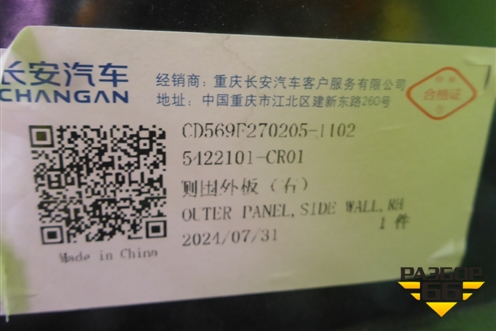 长安汽车
CHANGAN
经销商：重庆长安汽车客户服务有限公司
地址：中国重庆市江北区建新东路260号
合格证
CD569F270205-1102
5422101-CR01
侧围外板（右）
OUTER PANEL,SIDE WALL,RH
1 件
2024/07/31
Made in China
РАЗБОР
66